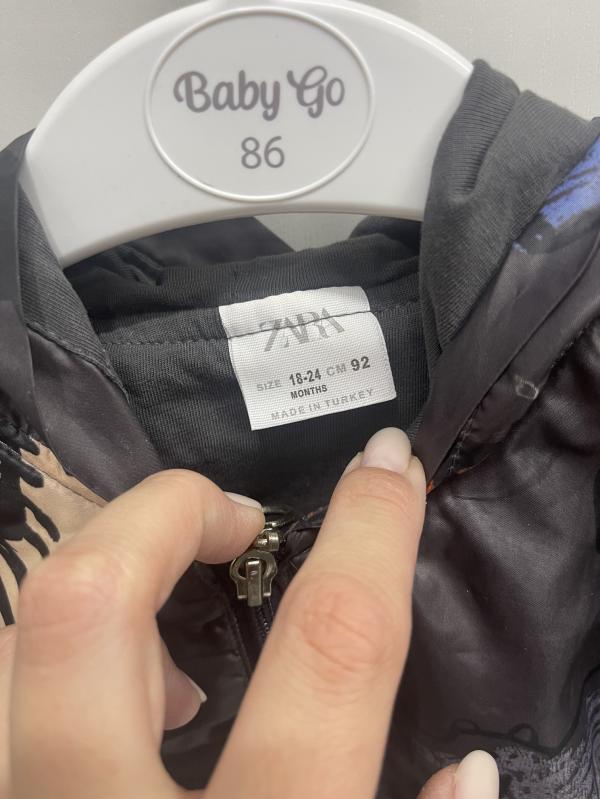 Baby Go
86
ZARA
SIZE 18-24 CM 92
MONTHS
MADE IN TURKEY